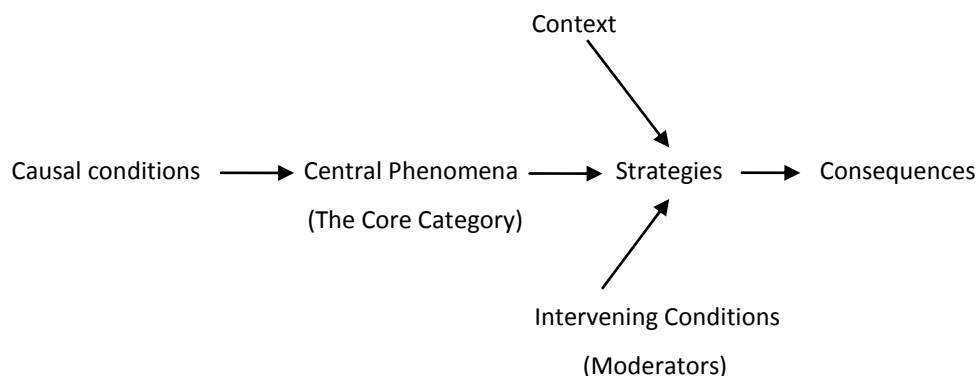 Context
Causal conditions Central Phenomena Strategies Consequences
(The Core Category)
Intervening Conditions
(Moderators)